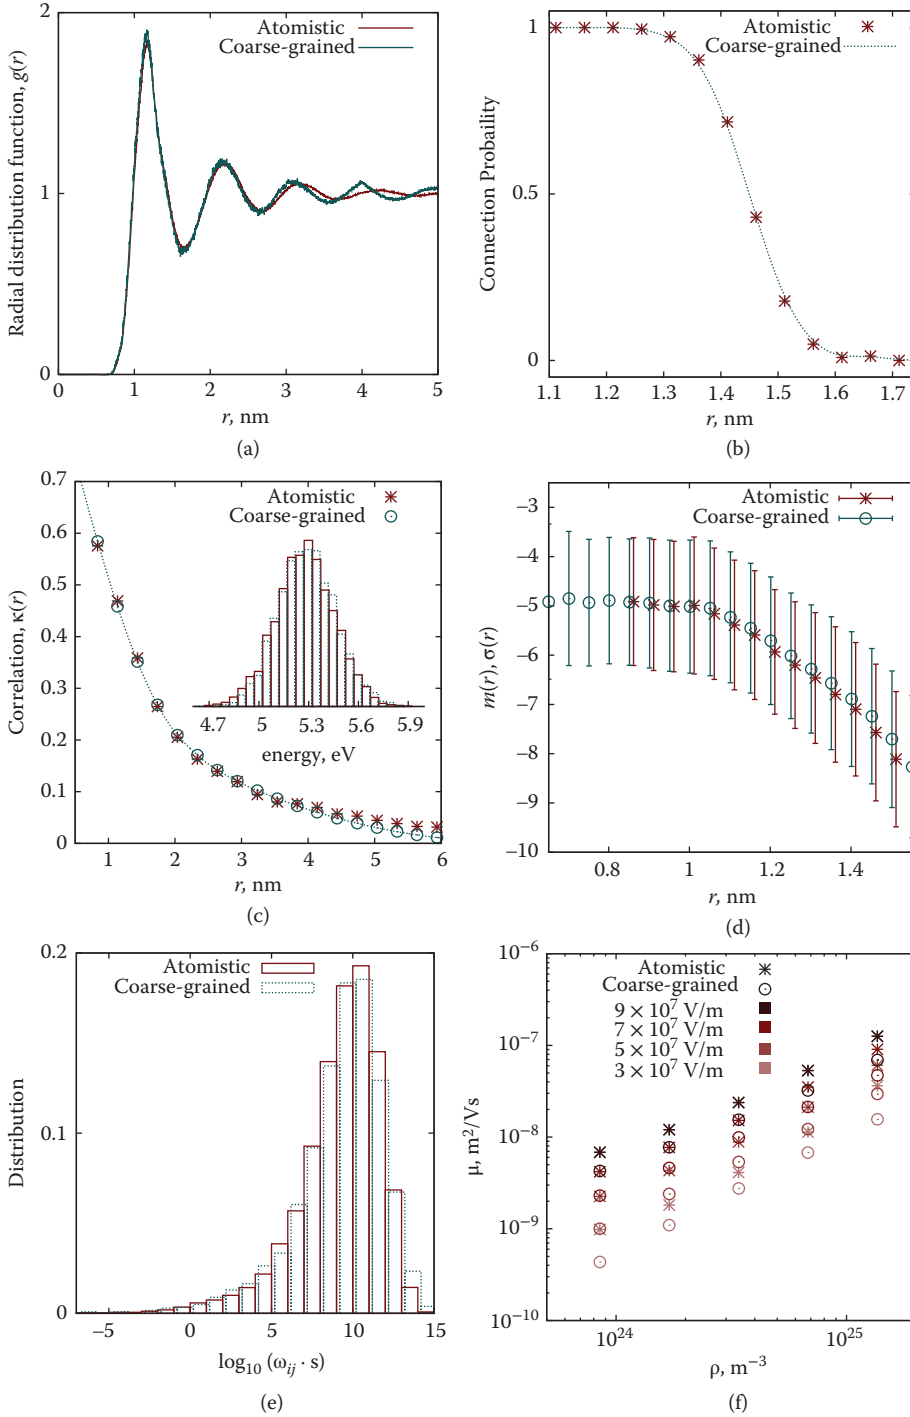 2
1
0
0
1
2
3
4
5
Radial distribution function, g(r)
Atomistic
Coarse-grained
r, nm
(a)
1
0.5
0
1.1
1.2
1.3
1.4
1.5
1.6
1.7
Connection Probaility
Atomistic
Coarse-grained
r, nm
(b)
0.7
0.6
0.5
0.4
0.3
0.2
0.1
0
1
2
3
4
5
6
Correlation, κ(r)
Atomistic
Coarse-grained
4.7
5
5.3
5.6
5.9
energy, eV
r, nm
(c)
−3
−4
−5
−6
−7
−8
−9
−10
0.8
1
1.2
1.4
m(r), σ(r)
Atomistic
Coarse-grained
r, nm
(d)
0.2
0.1
0
−5
0
5
10
15
Distribution
Atomistic
Coarse-grained
log₁₀ (ω_ij · s)
(e)
10⁻⁶
10⁻⁷
10⁻⁸
10⁻⁹
10⁻¹⁰
10²⁴
10²⁵
μ, m²/Vs
Atomistic
Coarse-grained
9 × 10⁷ V/m
7 × 10⁷ V/m
5 × 10⁷ V/m
3 × 10⁷ V/m
ρ, m⁻³
(f)